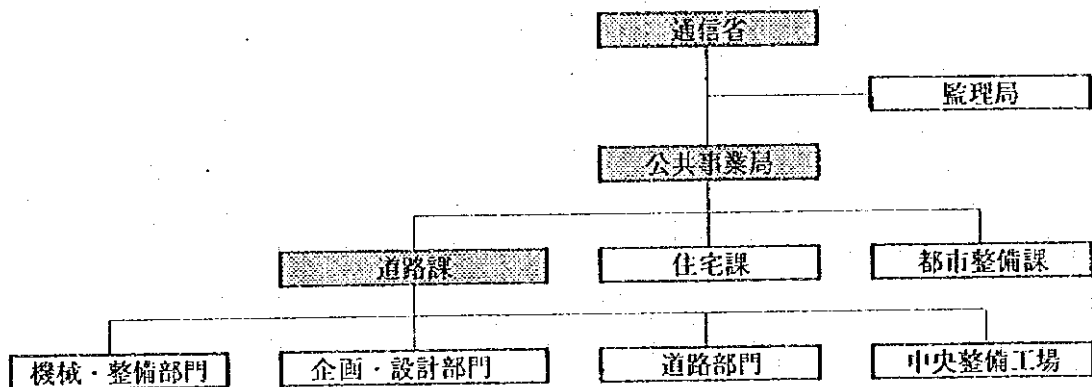 通信省
監理局
公共事業局
道路課
住宅課
都市整備課
機械・整備部門
企画・設計部門
道路部門
中央整備工場